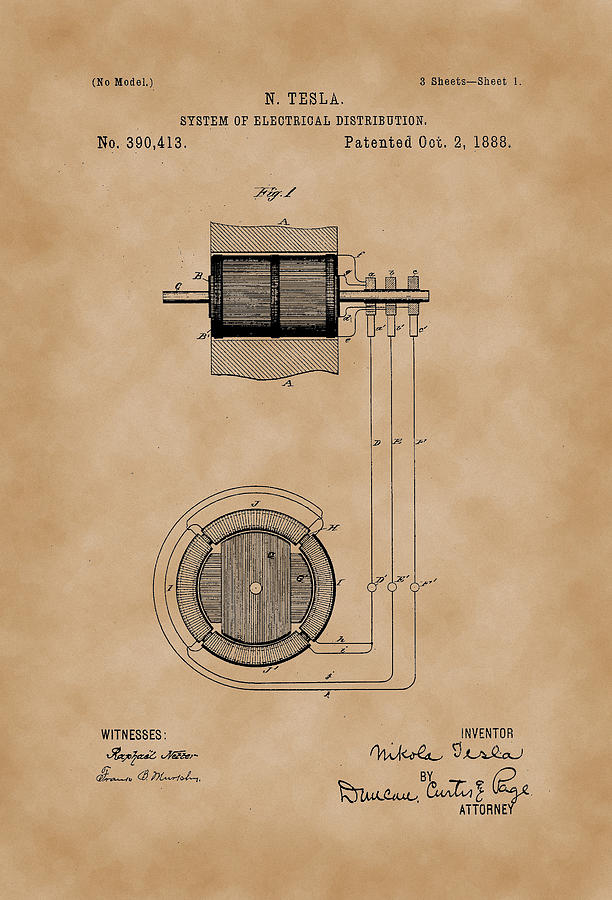 (No Model.)
3 Sheets—Sheet 1.
N. TESLA.
SYSTEM OF ELECTRICAL DISTRIBUTION.
No. 390,413.
Patented Oct. 2, 1888.
Fig. 1
A
f
B
g
a
b
c
C
B'
d
a'
b'
c'
e
A
D
E
F
J
H
G
G'
I
I
D'
E'
F'
J'
h
i
j
k
WITNESSES:
Raphaël Netter
Frank B. Murphy.
INVENTOR
Nikola Tesla
BY
Duncan, Curtis & Page
ATTORNEY